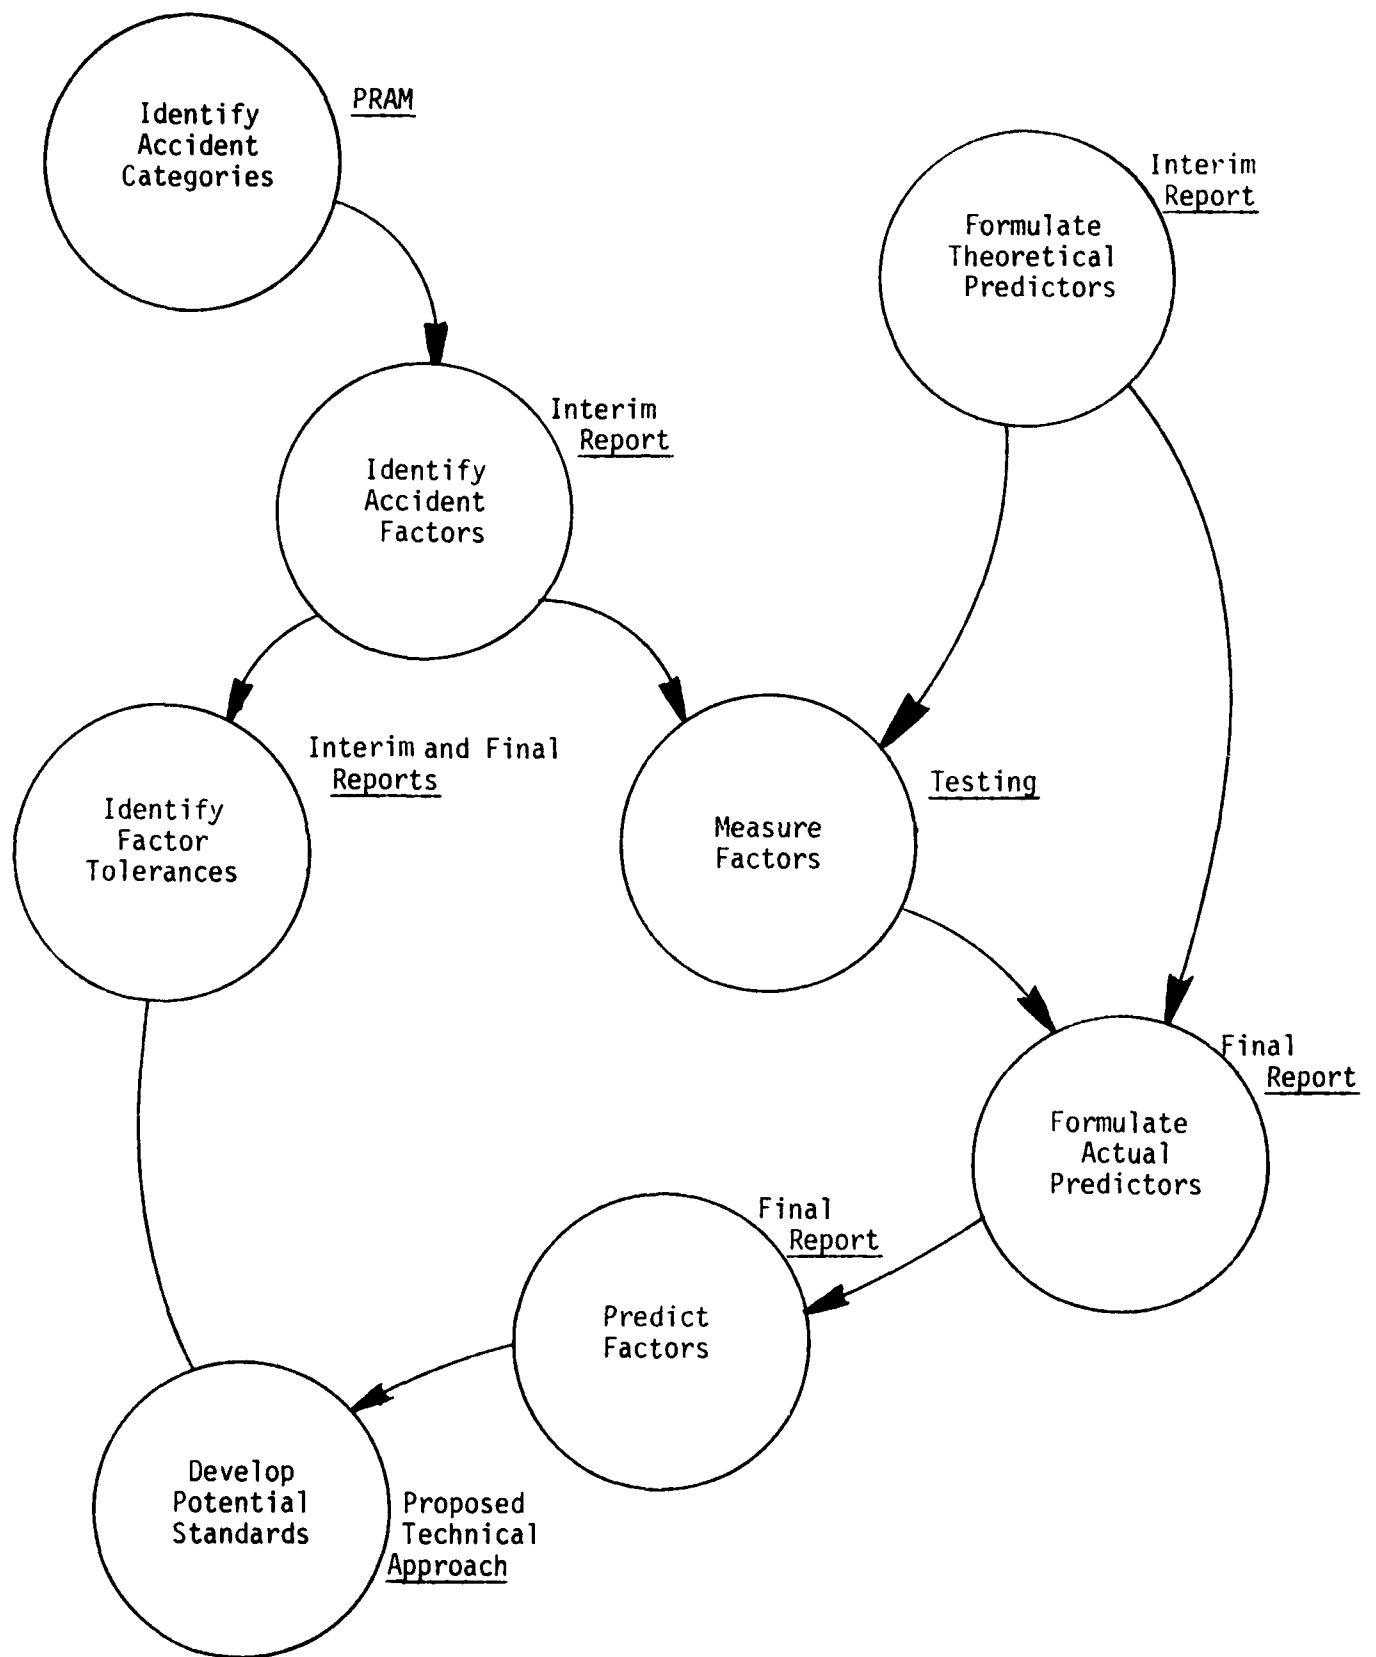 Identify
Accident
Categories
PRAM
Interim
Report
Formulate
Theoretical
Predictors
Interim
Report
Identify
Accident
Factors
Interim and Final
Reports
Identify
Factor
Tolerances
Testing
Measure
Factors
Final
Report
Formulate
Actual
Predictors
Final
Report
Predict
Factors
Develop
Potential
Standards
Proposed
Technical
Approach